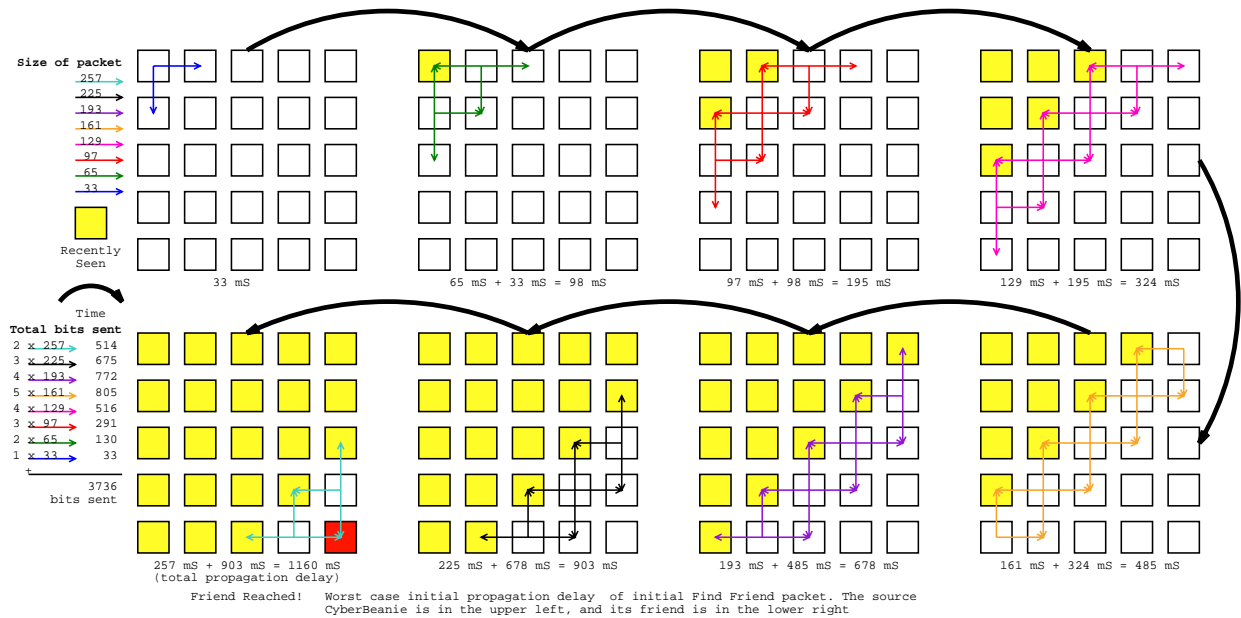 Size of packet
257
225
193
161
129
97
65
33
Recently
Seen
33 mS
65 mS + 33 mS = 98 mS
97 mS + 98 mS = 195 mS
129 mS + 195 mS = 324 mS
Time
Total bits sent
2 x 257 514
3 x 225 675
4 x 193 772
5 x 161 805
4 x 129 516
3 x 97 291
2 x 65 130
1 x 33 33
+
3736
bits sent
257 mS + 903 mS = 1160 mS
(total propagation delay)
225 mS + 678 mS = 903 mS
193 mS + 485 mS = 678 mS
161 mS + 324 mS = 485 mS
Friend Reached! Worst case initial propagation delay of initial Find Friend packet. The source
CyberBeanie is in the upper left, and its friend is in the lower right